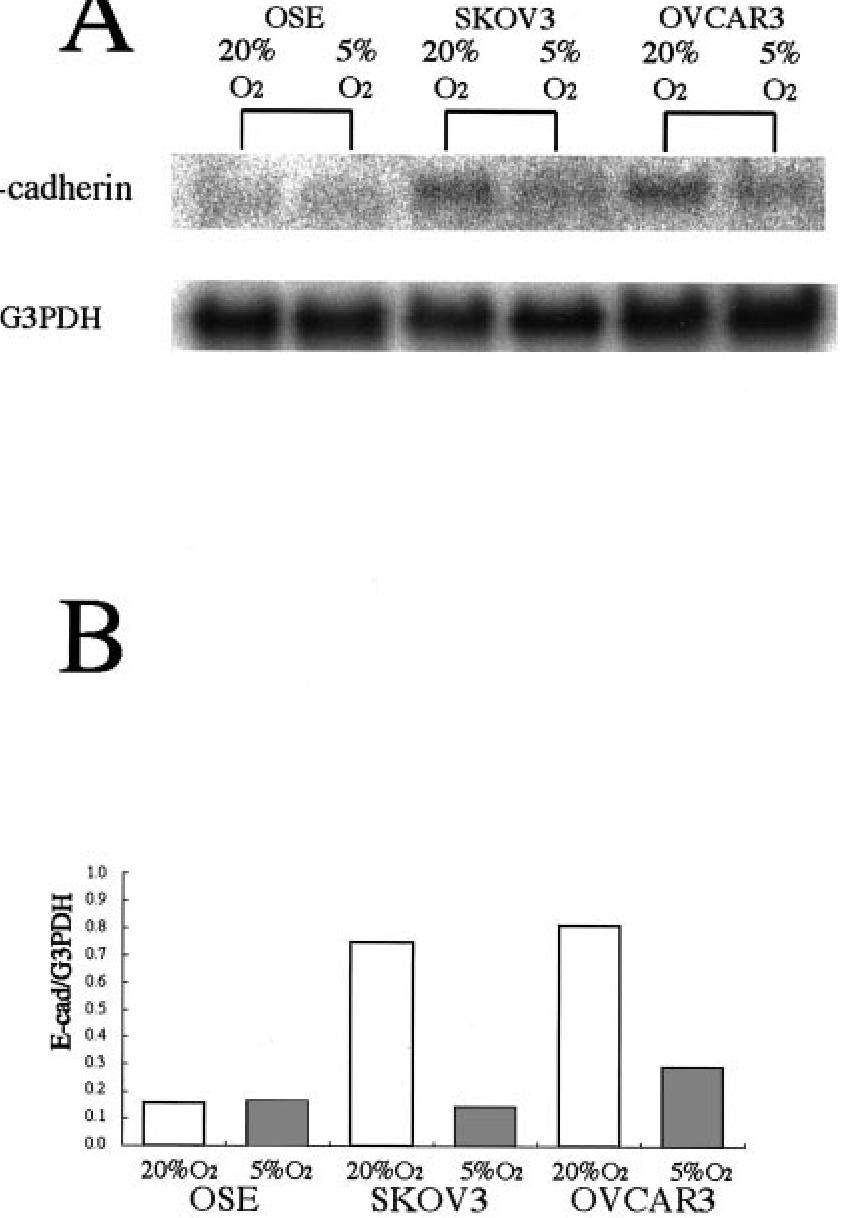 A
OSE SKOV3 OVCAR3
20% 5% 20% 5% 20% 5%
O2 O2 O2 O2 O2 O2
-cadherin
G3PDH
B
1.0
0.9
0.8
0.7
0.6
0.5
0.4
0.3
0.2
0.1
0.0
E-cad/G3PDH
20%O2 5%O2 20%O2 5%O2 20%O2 5%O2
OSE SKOV3 OVCAR3